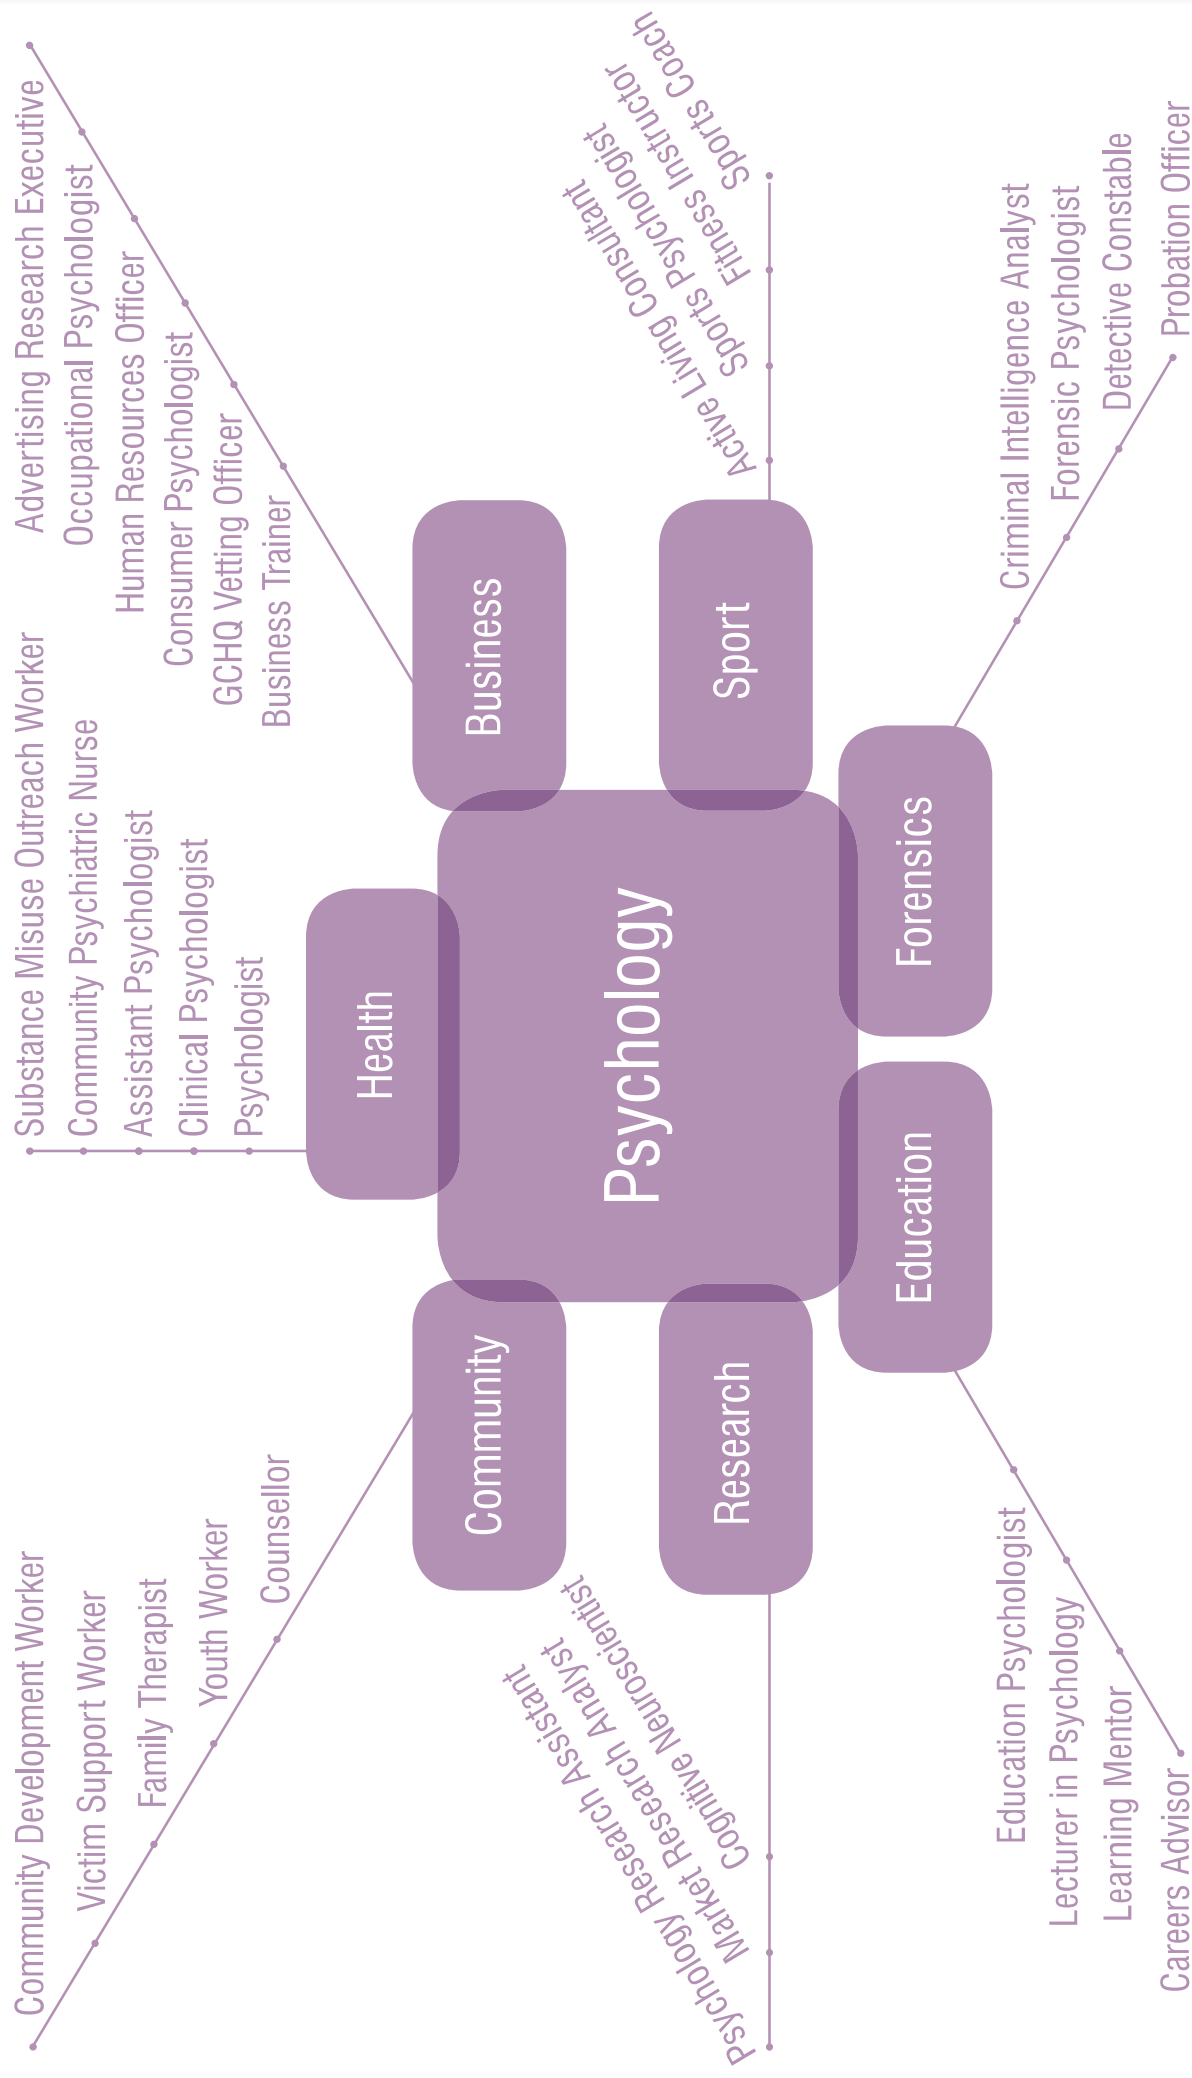 Community Development Worker
Victim Support Worker
Family Therapist
Youth Worker
Counsellor
Community
Substance Misuse Outreach Worker
Community Psychiatric Nurse
Assistant Psychologist
Clinical Psychologist
Psychologist
Health
Advertising Research Executive
Occupational Psychologist
Human Resources Officer
Consumer Psychologist
GCHQ Vetting Officer
Business Trainer
Business
Psychology
Psychology Research Assistant
Market Research Analyst
Cognitive Neuroscientist
Research
Sport
Active Living Consultant
Sports Psychologist
Fitness Instructor
Sports Coach
Education
Education Psychologist
Lecturer in Psychology
Learning Mentor
Careers Advisor
Forensics
Criminal Intelligence Analyst
Forensic Psychologist
Detective Constable
Probation Officer